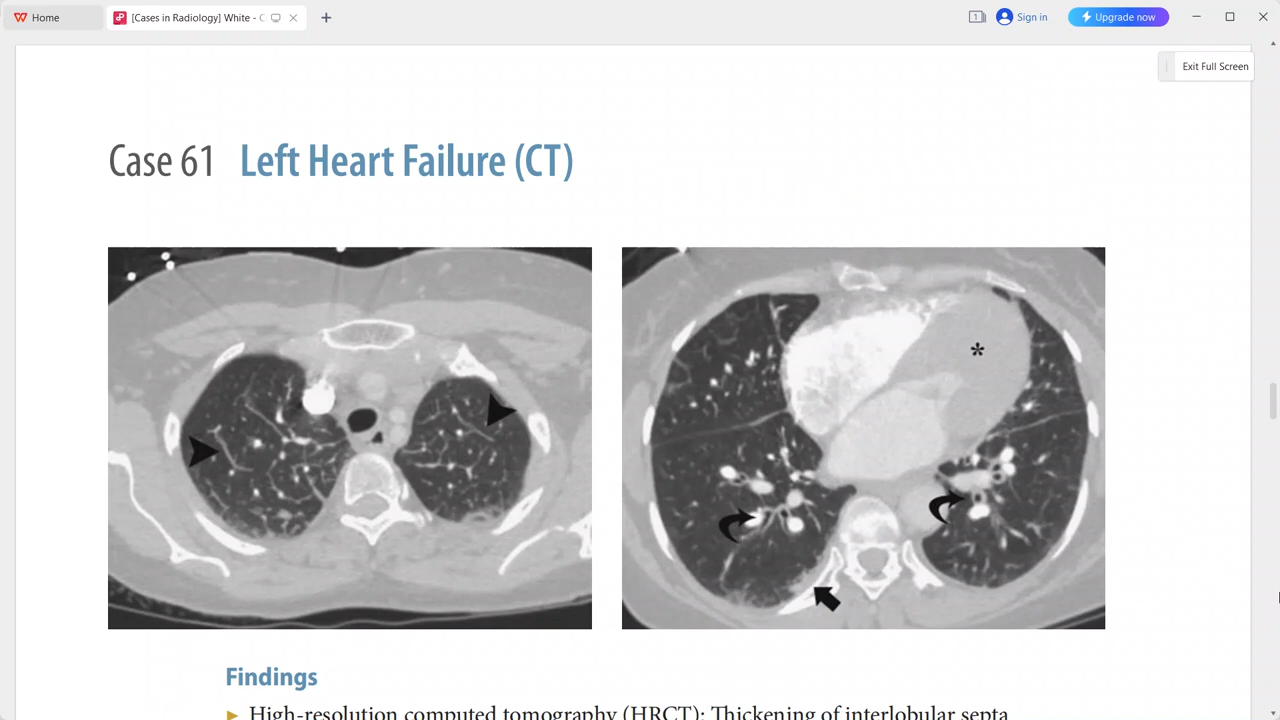 Home
[Cases in Radiology] White - C
1
Sign in
Upgrade now
Exit Full Screen
Case 61 Left Heart Failure (CT)
*
Findings
► High-resolution computed tomography (HRCT): Thickening of interlobular septa